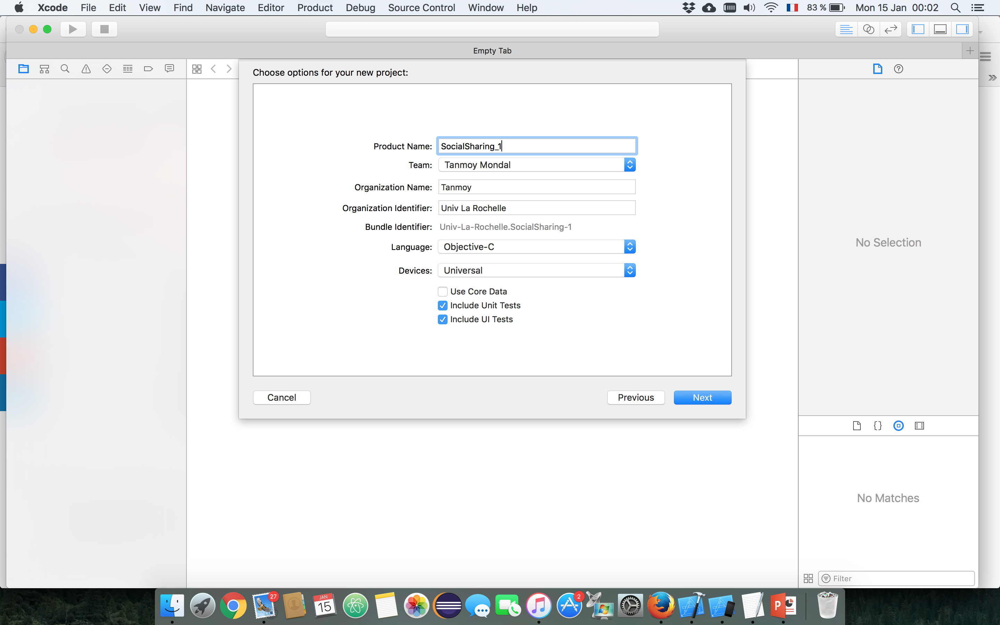 Xcode File Edit View Find Navigate Editor Product Debug Source Control Window Help 83 % Mon 15 Jan 00:02
Empty Tab
Choose options for your new project:
Product Name: SocialSharing_1
Team: Tanmoy Mondal
Organization Name: Tanmoy
Organization Identifier: Univ La Rochelle
Bundle Identifier: Univ-La-Rochelle.SocialSharing-1
Language: Objective-C
Devices: Universal
Use Core Data
Include Unit Tests
Include UI Tests
Cancel Previous Next
No Selection
No Matches
Filter
27
JAN
15
2
P